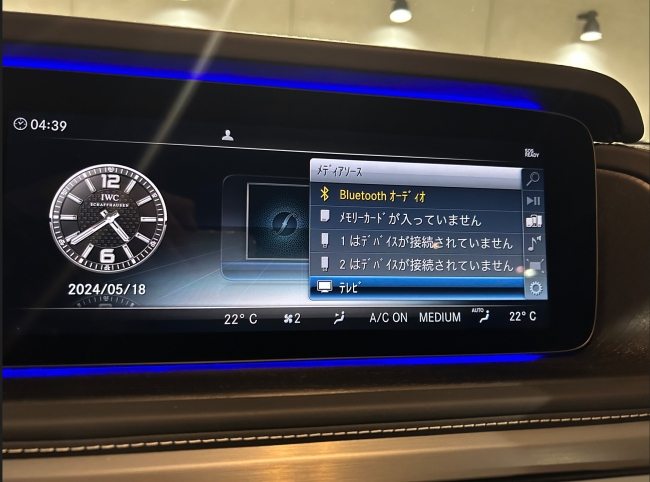 04:39
SOS
READY
12
IWC
SCHAFFHAUSEN
6
2024/05/18
メディアソース
Bluetooth オーディオ
メモリーカードが入っていません
1 はデバイスが接続されていません
2 はデバイスが接続されていません
テレビ
22°C 2 A/C ON MEDIUM AUTO 22°C